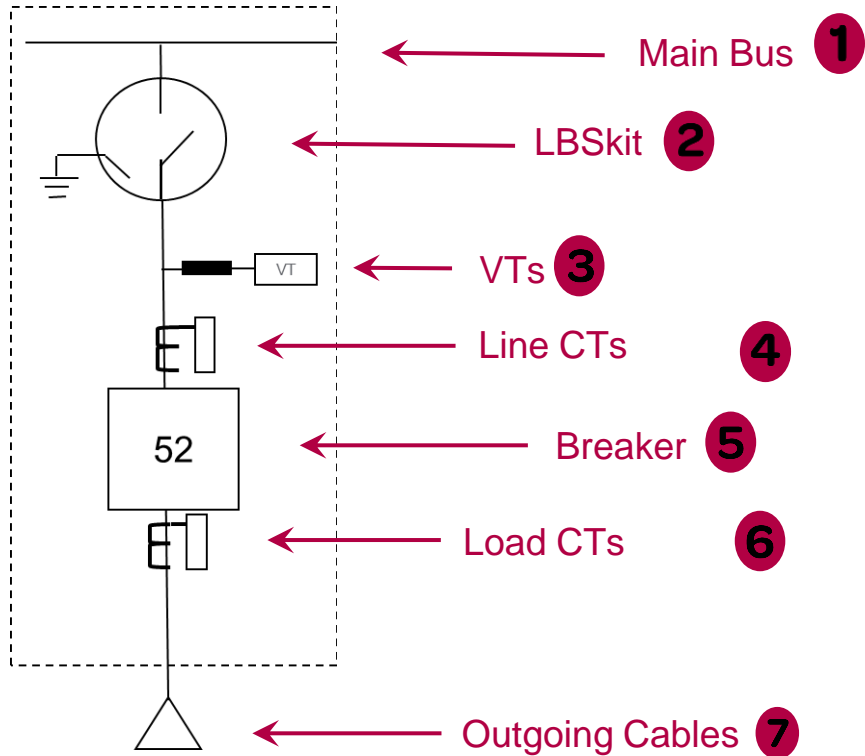 Main Bus 1
LBSkit 2
VT
VTs 3
Line CTs 4
52
Breaker 5
Load CTs 6
Outgoing Cables 7